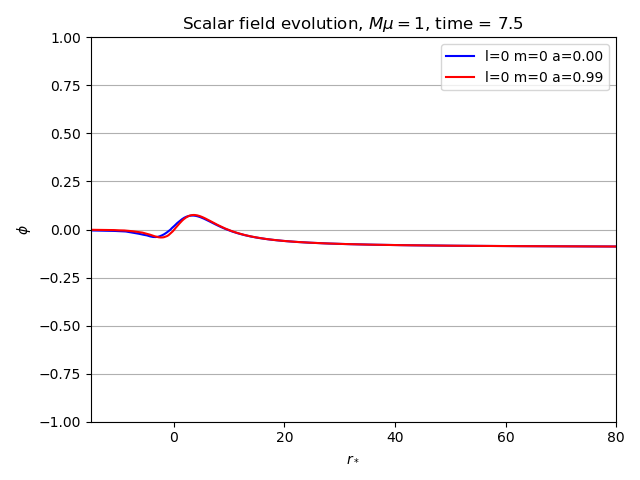 Scalar field evolution, $M\mu = 1$, time = 7.5
l=0 m=0 a=0.00
l=0 m=0 a=0.99
1.00
0.75
0.50
0.25
0.00
−0.25
−0.50
−0.75
−1.00
ϕ
0 20 40 60 80
r*